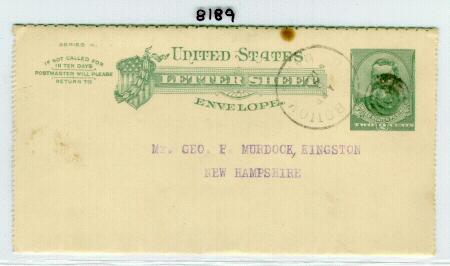 8189
SERIES
IF NOT CALLED FOR
IN TEN DAYS
POSTMASTER WILL PLEASE
RETURN TO
UNITED STATES
LETTER SHEET
ENVELOPE.
TWO CENTS
Mr. GEO. P. MURDOCK, KINGSTON
NEW HAMPSHIRE